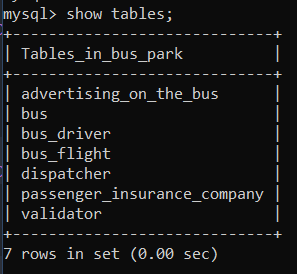 mysql> show tables;
+-----------------------------+
| Tables_in_bus_park          |
+-----------------------------+
| advertising_on_the_bus      |
| bus                         |
| bus_driver                  |
| bus_flight                  |
| dispatcher                  |
| passenger_insurance_company |
| validator                   |
+-----------------------------+
7 rows in set (0.00 sec)